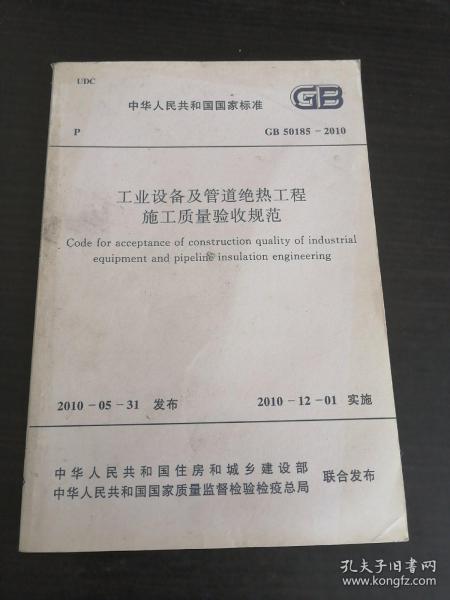 UDC
中华人民共和国国家标准
GB
P
GB 50185－2010
工业设备及管道绝热工程
施工质量验收规范
Code for acceptance of construction quality of industrial
equipment and pipeline insulation engineering
2010－05－31 发布
2010－12－01 实施
中华人民共和国住房和城乡建设部
中华人民共和国国家质量监督检验检疫总局
联合发布
孔夫子旧书网
www.kongfz.com